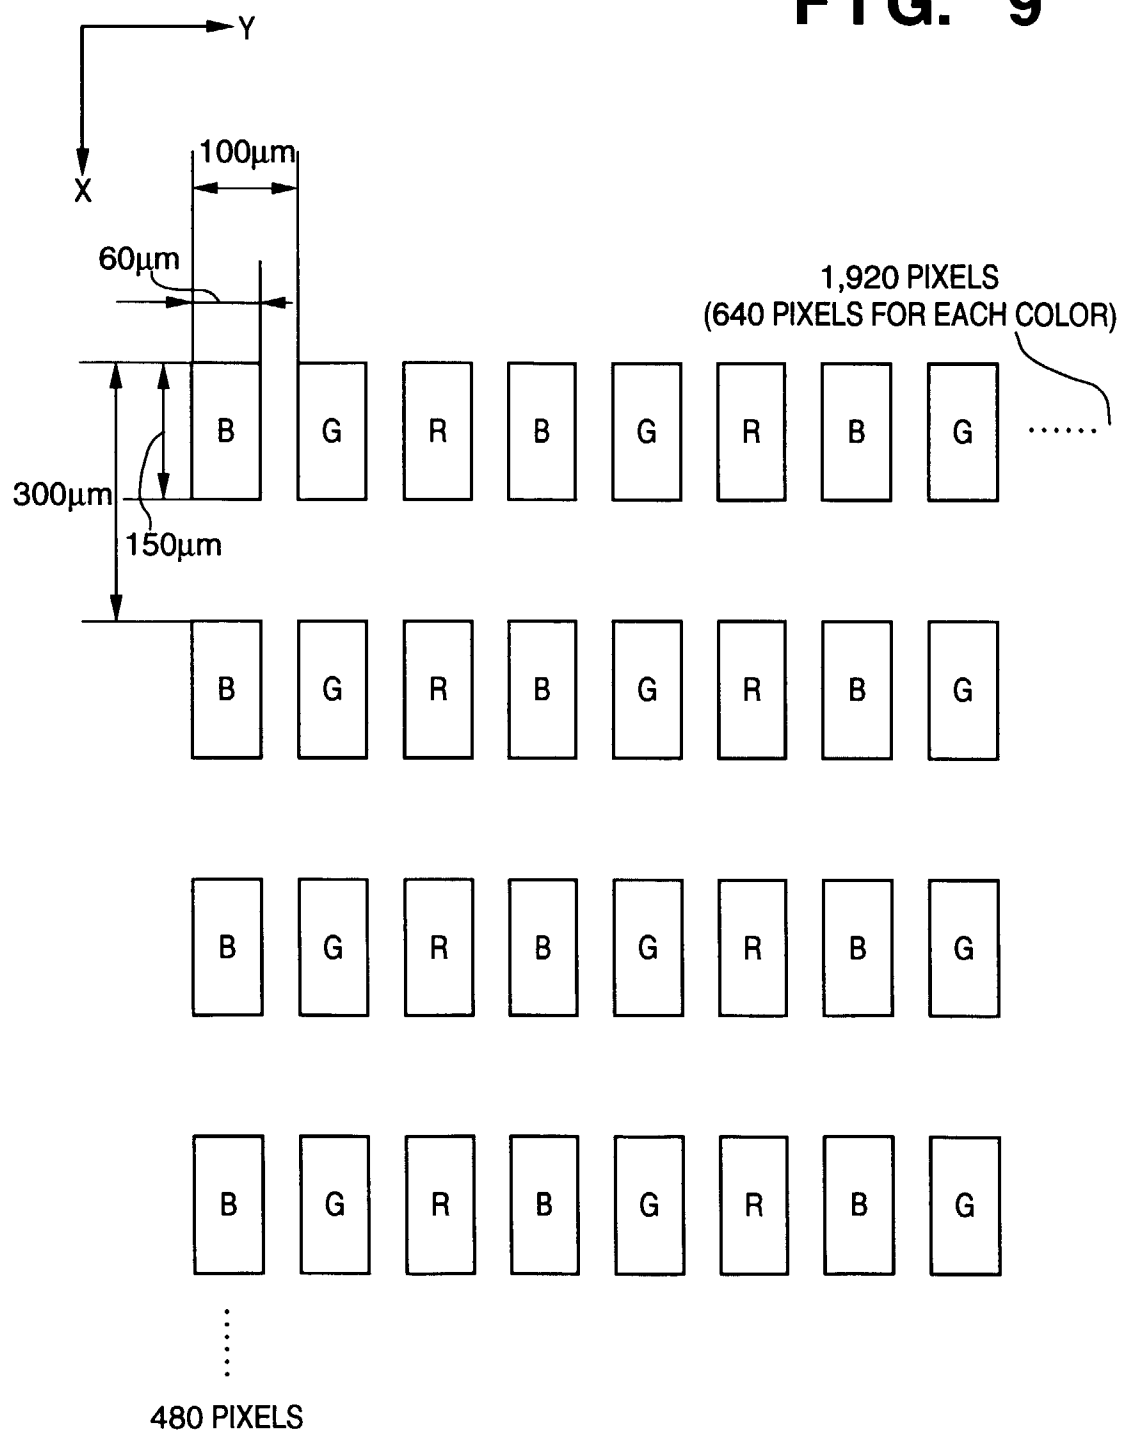 FIG. 9
Y
X
100μm
60μm
1,920 PIXELS
(640 PIXELS FOR EACH COLOR)
B G R B G R B G ......
300μm
150μm
B G R B G R B G
B G R B G R B G
B G R B G R B G
480 PIXELS